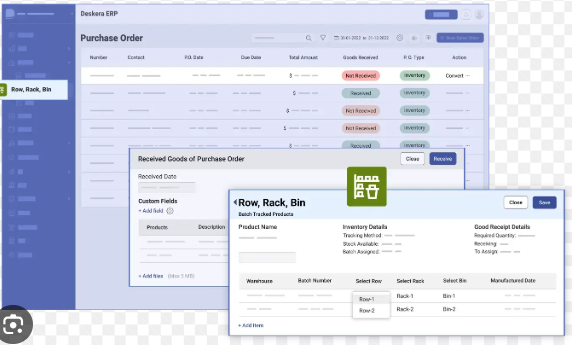 Deskera ERP
Purchase Order
Number Contact P.O. Date Due Date Total Amount Goods Received P.O. Type Action
$ Not Received Inventory Convert
Row, Rack, Bin
$ Received Inventory
$ Not Received Inventory
$ Not Received Inventory
$ Received Inventory
Received Goods of Purchase Order Close Receive
Received Date
Custom Fields
+ Add field
Products Description
+ Add files (Max 5 MB)
Row, Rack, Bin Close Save
Batch Tracked Products
Product Name Inventory Details Good Receipt Details
Tracking Method: Required Quantity:
Stock Available: Receiving:
Batch Assigned: To Assign:
Warehouse Batch Number Select Row Select Rack Select Bin Manufactured Date
Row-1 Rack-1 Bin-1
Row-2 Rack-2 Bin-2
+ Add Item